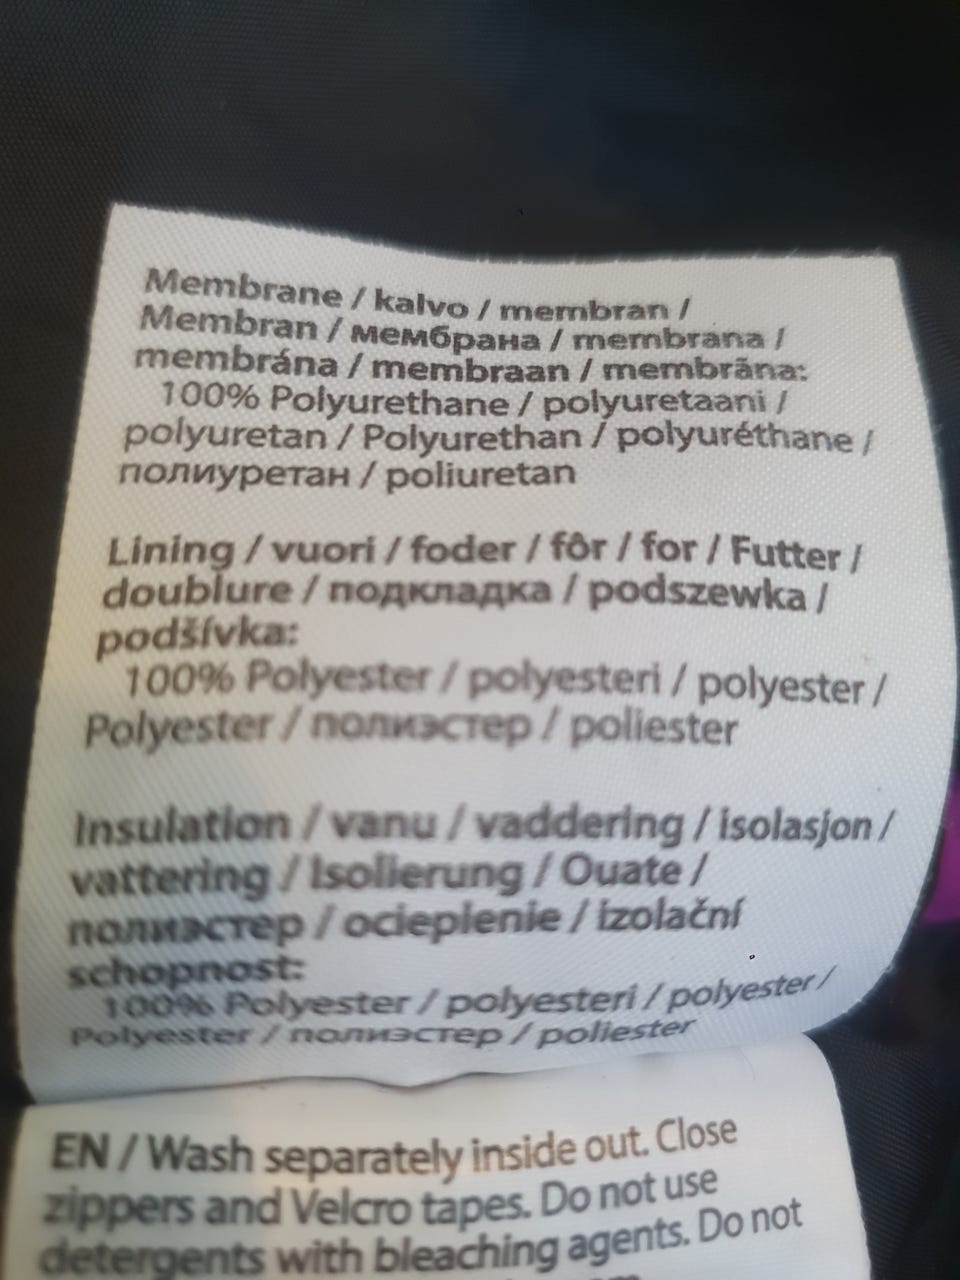 Membrane / kalvo / membran /
Membran / мембрана / membrana /
membrána / membraan / membrãna:
100% Polyurethane / polyuretaani /
polyuretan / Polyurethan / polyuréthane /
полиуретан / poliuretan
Lining / vuori / foder / fôr / for / Futter /
doublure / подкладка / podszewka /
podšívka:
100% Polyester / polyesteri / polyester /
Polyester / полиэстер / poliester
Insulation / vanu / vaddering / isolasjon /
vattering / Isolierung / Ouate /
полиэстер / ocieplenie / izolační
schopnost:
100% Polyester / polyesteri / polyester /
Polyester / полиэстер / poliester
EN / Wash separately inside out. Close
zippers and Velcro tapes. Do not use
detergents with bleaching agents. Do not